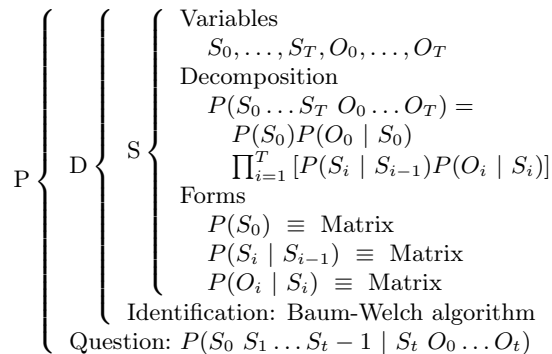 Variables
S_0, …, S_T, O_0, …, O_T
Decomposition
P(S_0 … S_T O_0 … O_T) =
P(S_0)P(O_0 | S_0)
∏_{i=1}^{T} [P(S_i | S_{i−1})P(O_i | S_i)]
P { D { S {
Forms
P(S_0) ≡ Matrix
P(S_i | S_{i−1}) ≡ Matrix
P(O_i | S_i) ≡ Matrix
Identification: Baum-Welch algorithm
Question: P(S_0 S_1 … S_t − 1 | S_t O_0 … O_t)